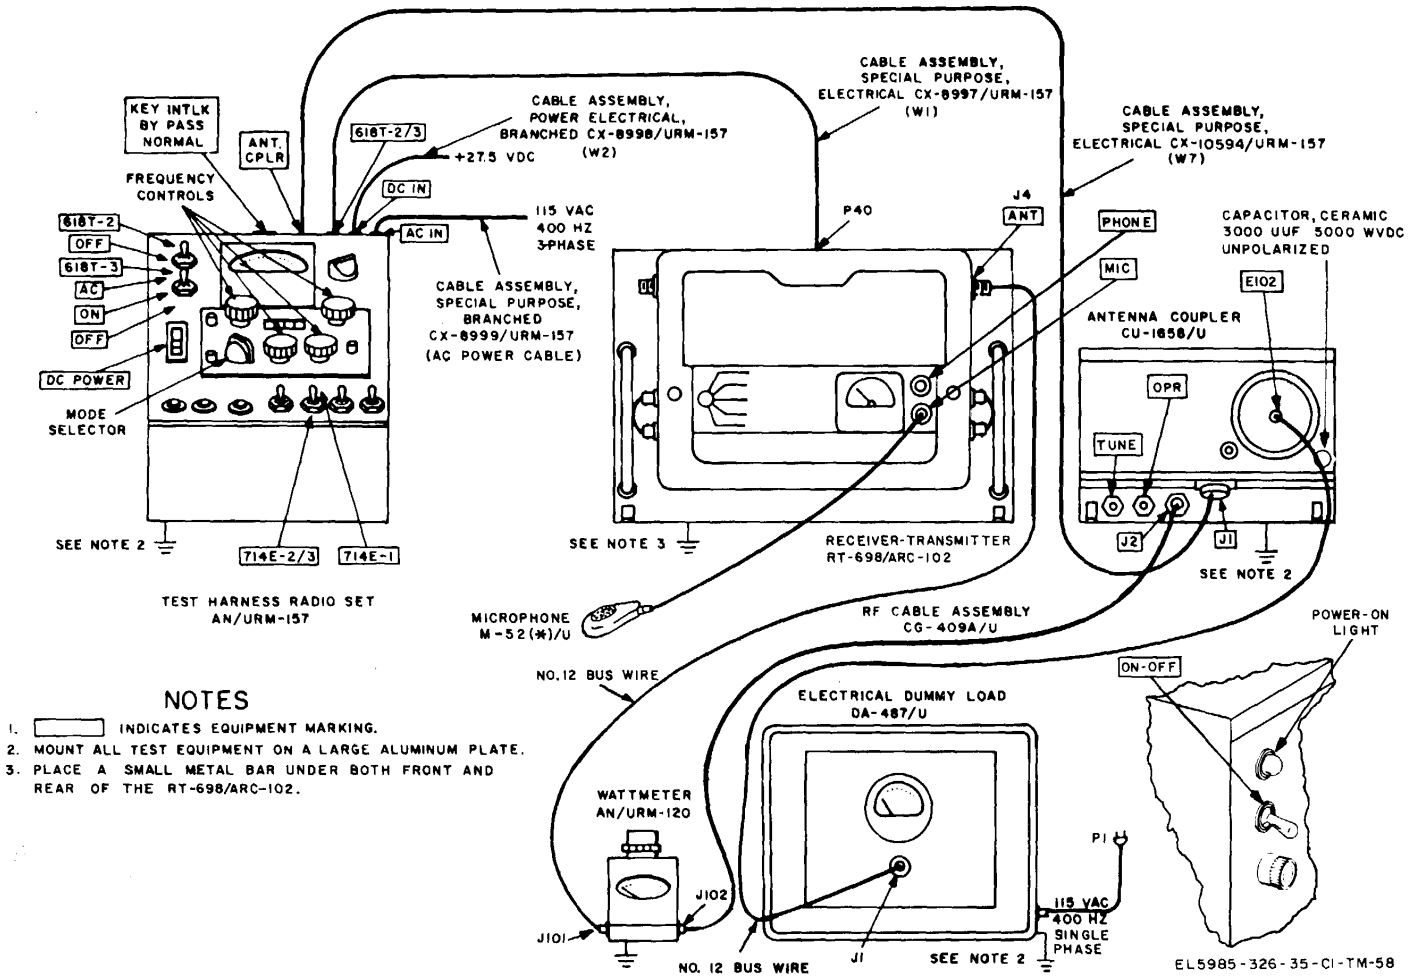 KEY INTLK
BY PASS
NORMAL
ANT.
CPLR
618T-2/3
CABLE ASSEMBLY,
POWER ELECTRICAL,
BRANCHED CX-8998/URM-157
(W2)
+27.5 VDC
DC IN
CABLE ASSEMBLY,
SPECIAL PURPOSE,
ELECTRICAL CX-8997/URM-157
(W1)
CABLE ASSEMBLY,
SPECIAL PURPOSE,
ELECTRICAL CX-10594/URM-157
(W7)
FREQUENCY
CONTROLS
618T-2
OFF
618T-3
AC
ON
OFF
DC POWER
MODE
SELECTOR
115 VAC
400 HZ
3-PHASE
AC IN
CABLE ASSEMBLY,
SPECIAL PURPOSE,
BRANCHED
CX-8999/URM-157
(AC POWER CABLE)
P40
J4
ANT
PHONE
MIC
CAPACITOR, CERAMIC
3000 UUF 5000 WVDC
UNPOLARIZED
E102
ANTENNA COUPLER
CU-1658/U
OPR
TUNE
J2
J1
SEE NOTE 2
SEE NOTE 2
714E-2/3
714E-1
TEST HARNESS RADIO SET
AN/URM-157
SEE NOTE 3
RECEIVER-TRANSMITTER
RT-698/ARC-102
MICROPHONE
M-52(*)/U
RF CABLE ASSEMBLY
CG-409A/U
NO.12 BUS WIRE
POWER-ON
LIGHT
ON-OFF
ELECTRICAL DUMMY LOAD
DA-487/U
NOTES
1. INDICATES EQUIPMENT MARKING.
2. MOUNT ALL TEST EQUIPMENT ON A LARGE ALUMINUM PLATE.
3. PLACE A SMALL METAL BAR UNDER BOTH FRONT AND
REAR OF THE RT-698/ARC-102.
WATTMETER
AN/URM-120
J102
J101
NO. 12 BUS WIRE
J1
P1
115 VAC
400 HZ
SINGLE
PHASE
SEE NOTE 2
EL5985-326-35-C1-TM-58